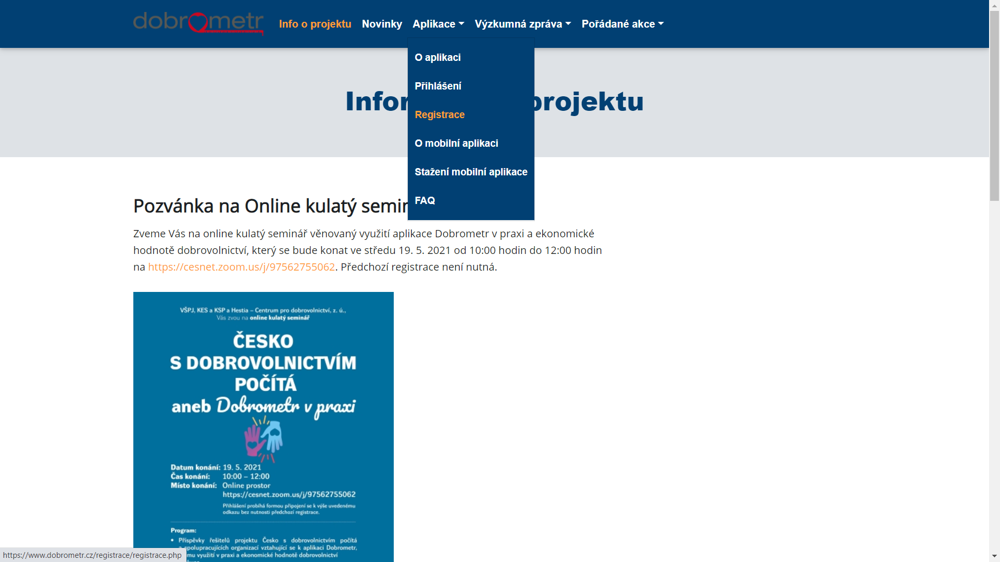 dobrometr
Info o projektu
Novinky
Aplikace
Výzkumná zpráva
Pořádané akce
O aplikaci
Přihlášení
Registrace
O mobilní aplikaci
Stažení mobilní aplikace
FAQ
projektu
Pozvánka na Online kulatý
Zveme Vás na online kulatý seminář věnovaný využití aplikace Dobrometr v praxi a ekonomické
hodnotě dobrovolnictví, který se bude konat ve středu 19. 5. 2021 od 10:00 hodin do 12:00 hodin
na https://cesnet.zoom.us/j/97562755062. Předchozí registrace není nutná.
VŠPJ, KES a KSP a Hestia – Centrum pro dobrovolnictví, z. ú.,
Vás zvou na online kulatý seminář
ČESKO
S DOBROVOLNICTVÍM
POČÍTÁ
aneb Dobrometr v praxi
Datum konání: 19. 5. 2021
Čas konání: 10:00 – 12:00
Místo konání: Online prostor
https://cesnet.zoom.us/j/97562755062
Přihlášení probíhá formou připojení se k výše uvedenému
odkazu bez nutnosti předchozí registrace.
Program:
• Příspěvky řešitelů projektu Česko s dobrovolnictvím počítá
a spolupracujících organizací vztahující se k aplikaci Dobrometr,
využití v praxi a ekonomické hodnotě dobrovolnictví
https://www.dobrometr.cz/registrace/registrace.php